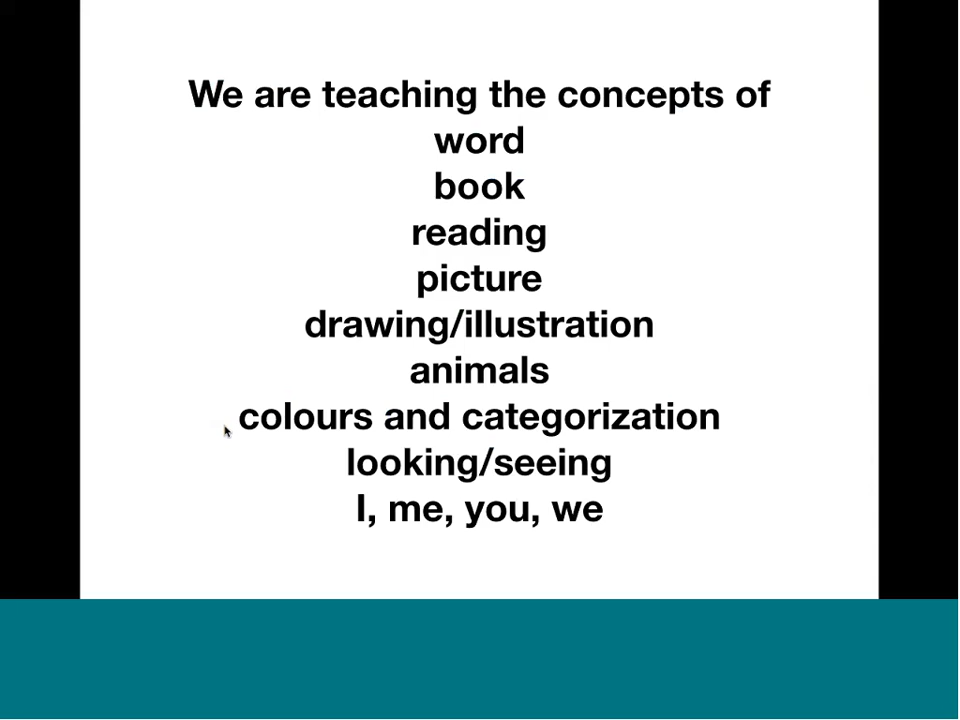 We are teaching the concepts of
word
book
reading
picture
drawing/illustration
animals
colours and categorization
looking/seeing
I, me, you, we